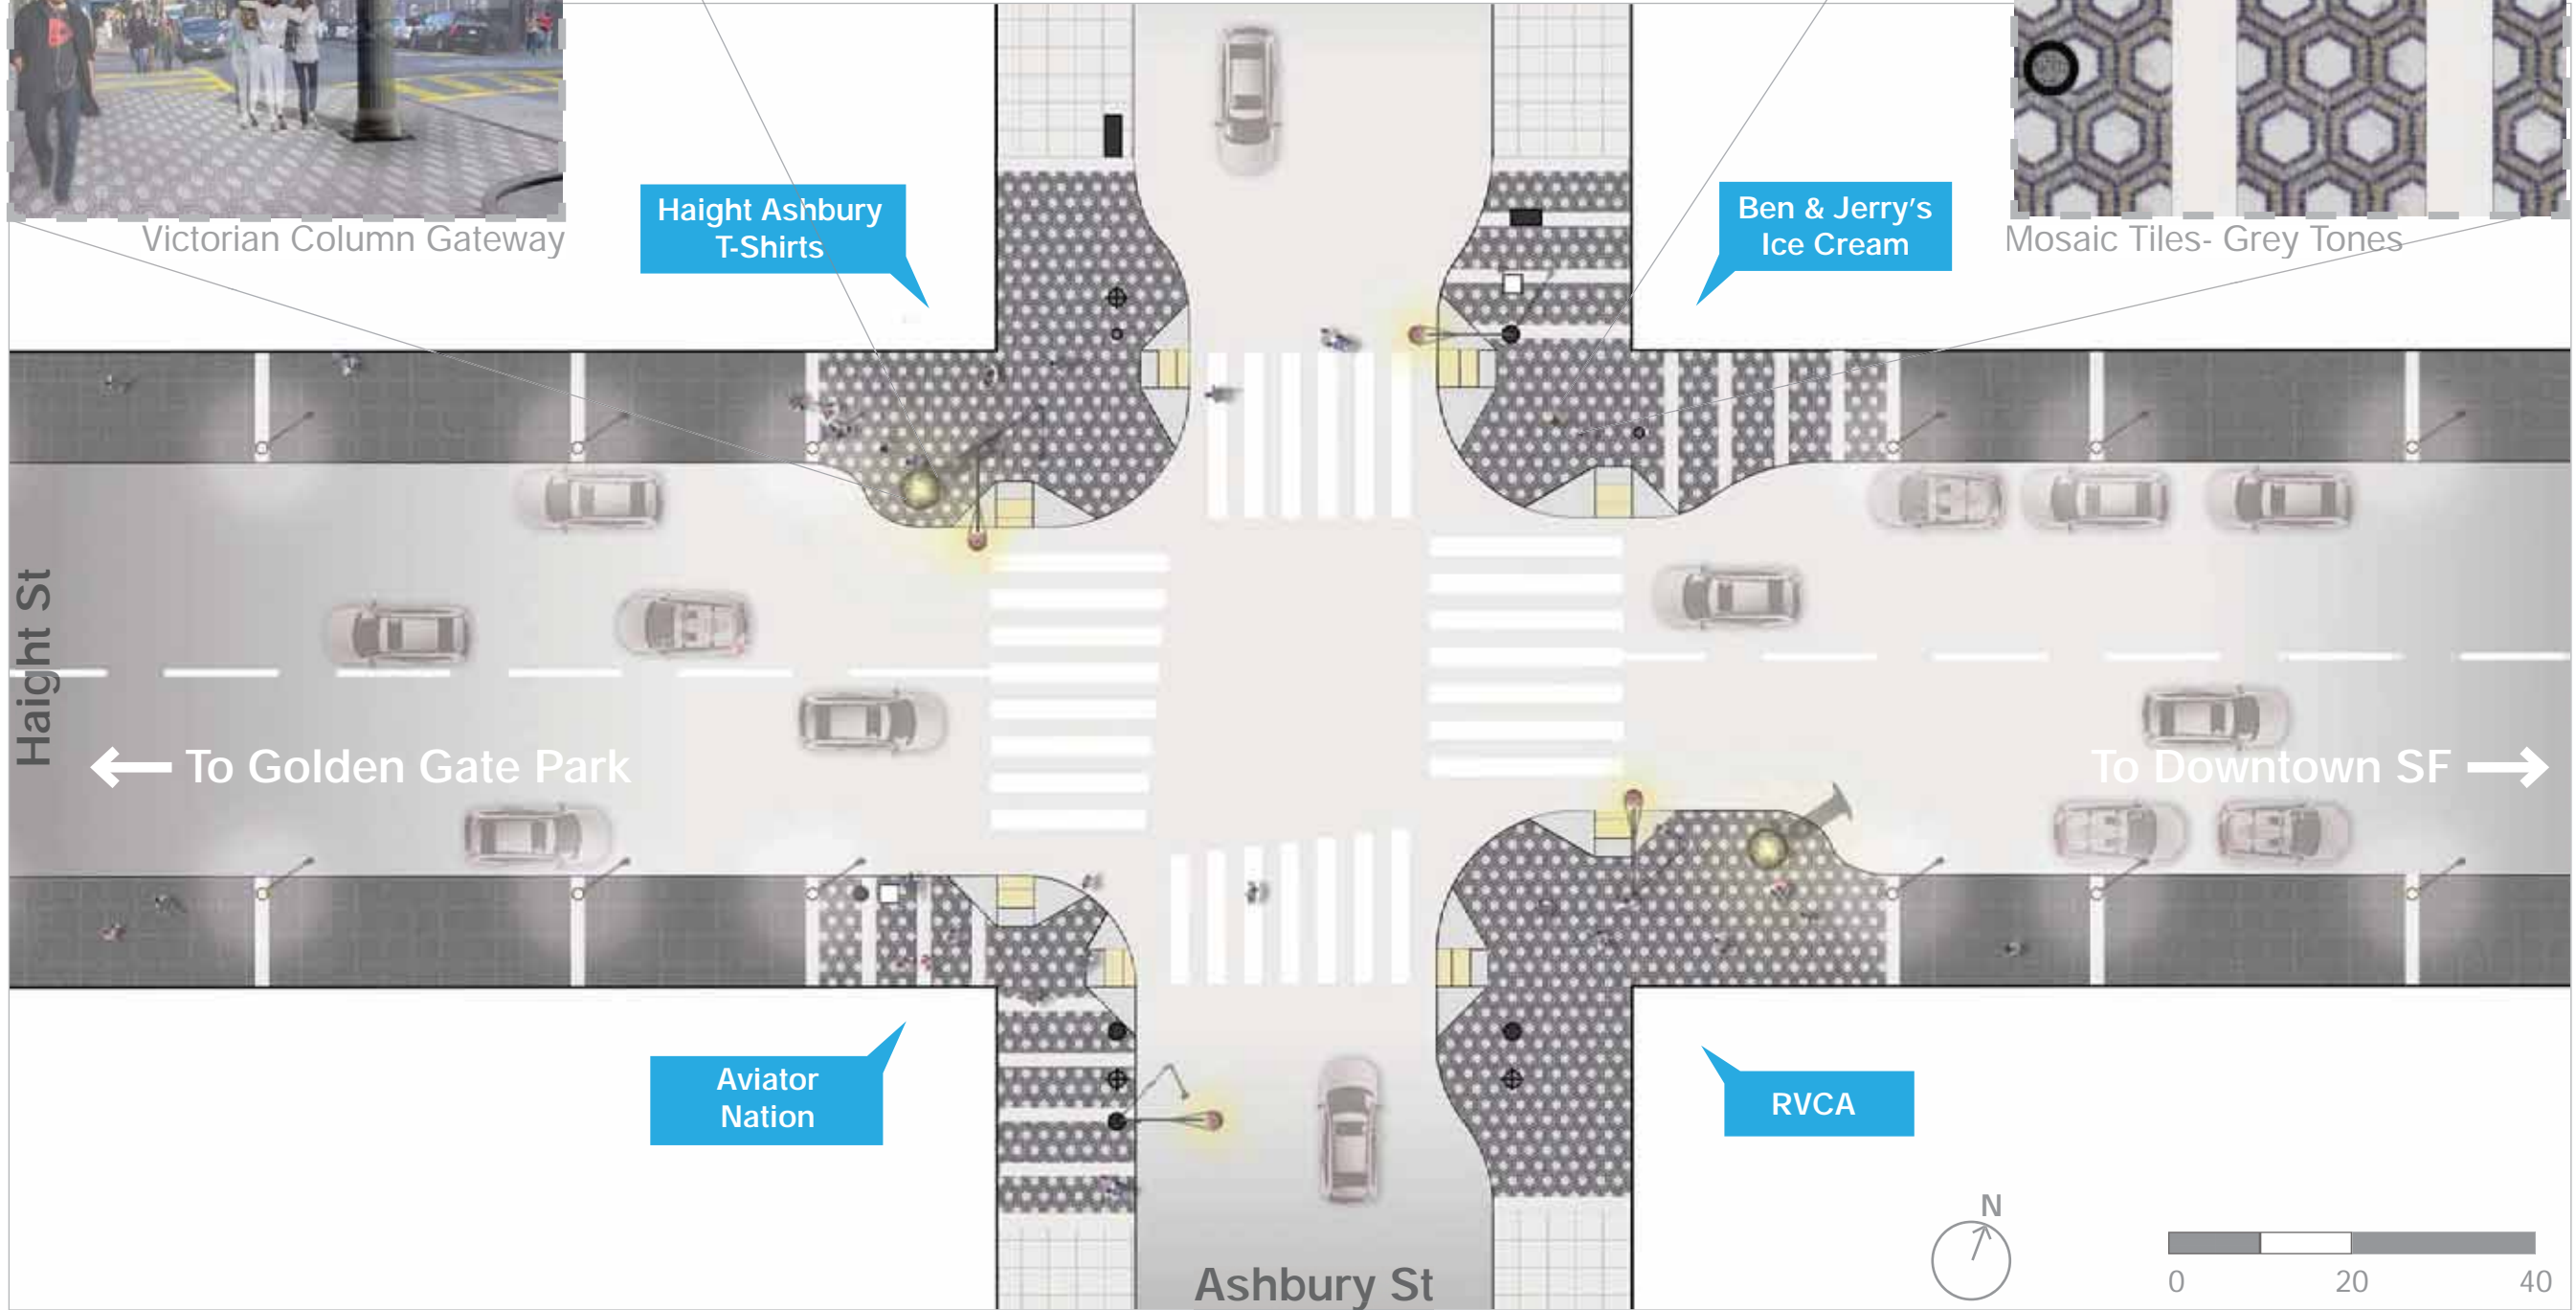 Victorian Column Gateway
Haight Ashbury
T-Shirts
Ben & Jerry's
Ice Cream
Mosaic Tiles- Grey Tones
Haight St
To Golden Gate Park
To Downtown SF
Aviator
Nation
RVCA
N
0 20 40
Ashbury St